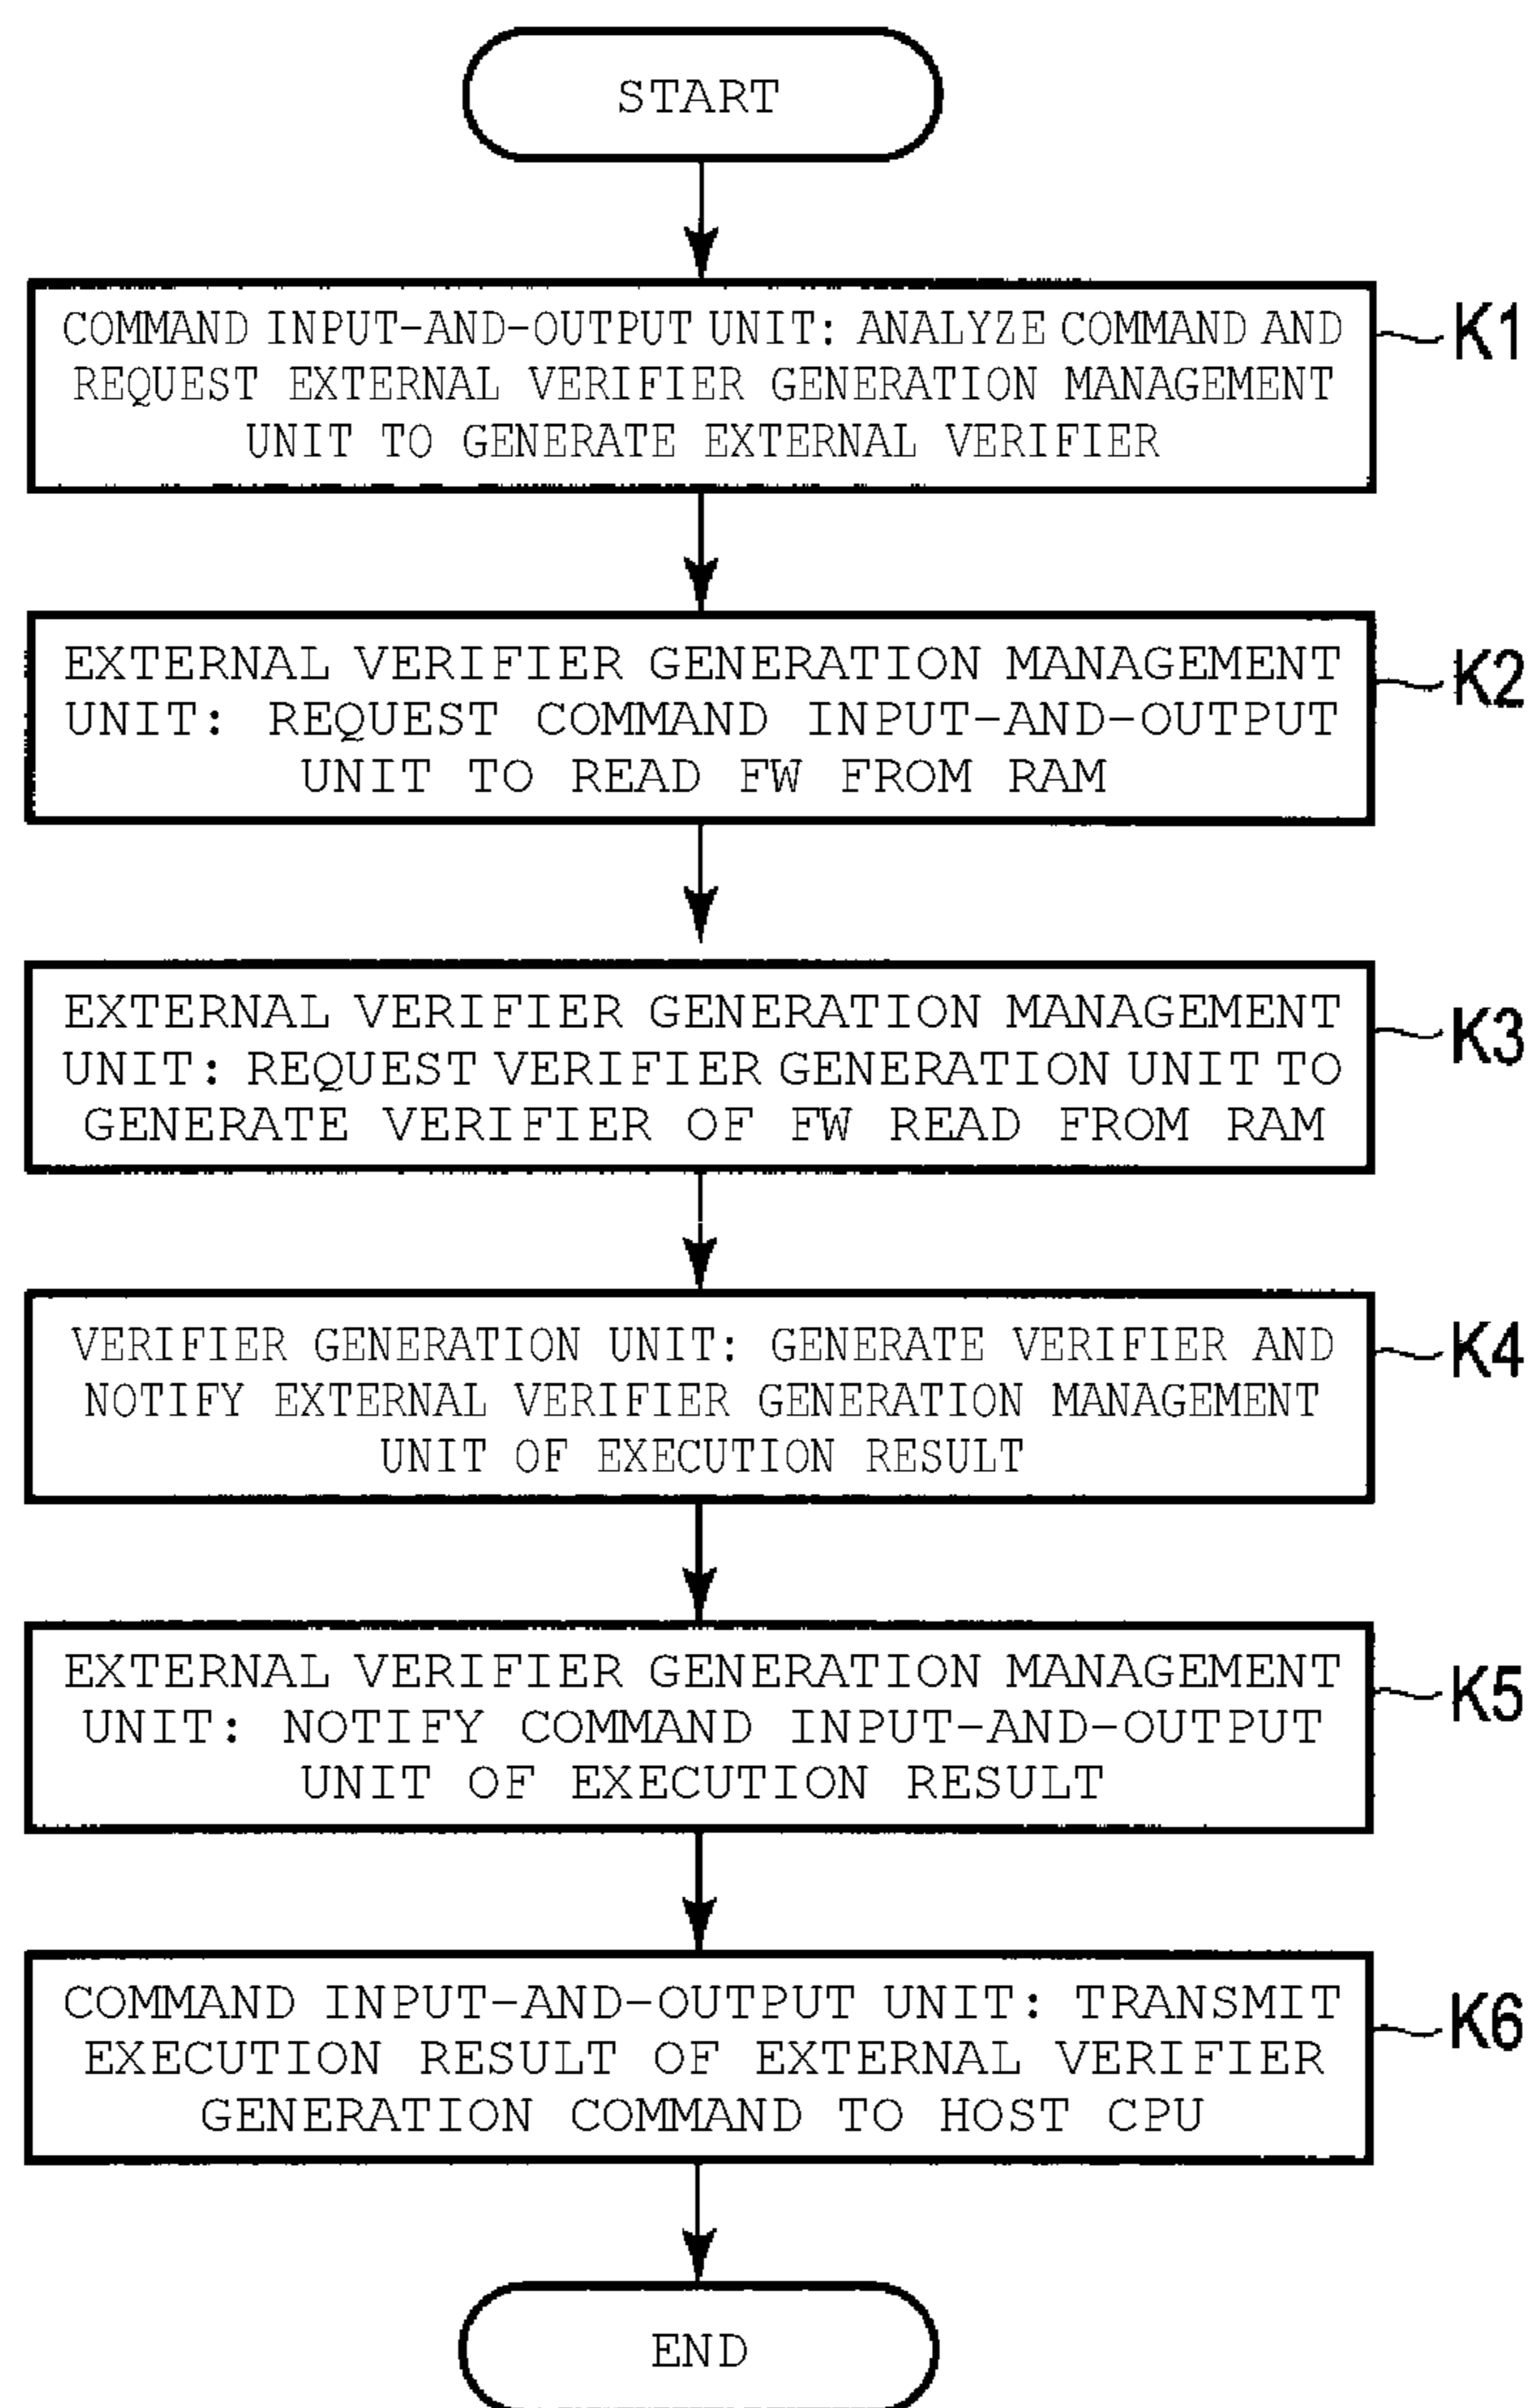 START
COMMAND INPUT-AND-OUTPUT UNIT: ANALYZE COMMAND AND
REQUEST EXTERNAL VERIFIER GENERATION MANAGEMENT
UNIT TO GENERATE EXTERNAL VERIFIER
K1
EXTERNAL VERIFIER GENERATION MANAGEMENT
UNIT: REQUEST COMMAND INPUT-AND-OUTPUT
UNIT TO READ FW FROM RAM
K2
EXTERNAL VERIFIER GENERATION MANAGEMENT
UNIT: REQUEST VERIFIER GENERATION UNIT TO
GENERATE VERIFIER OF FW READ FROM RAM
K3
VERIFIER GENERATION UNIT: GENERATE VERIFIER AND
NOTIFY EXTERNAL VERIFIER GENERATION MANAGEMENT
UNIT OF EXECUTION RESULT
K4
EXTERNAL VERIFIER GENERATION MANAGEMENT
UNIT: NOTIFY COMMAND INPUT-AND-OUTPUT
UNIT OF EXECUTION RESULT
K5
COMMAND INPUT-AND-OUTPUT UNIT: TRANSMIT
EXECUTION RESULT OF EXTERNAL VERIFIER
GENERATION COMMAND TO HOST CPU
K6
END